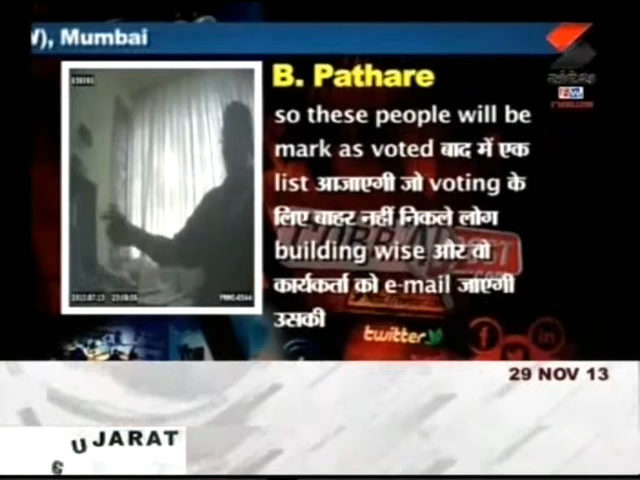 W), Mumbai
B. Pathare
so these people will be
mark as voted बाद में एक
list आजाएगी जो voting के
लिए बाहर नहीं निकले लोग
building wise और वो
कार्यकर्ता को e-mail जाएगी
उसकी
twitter
29 NOV 13
GUJARAT